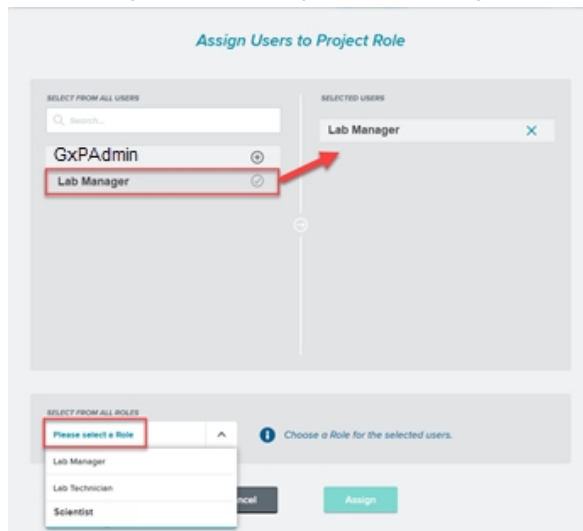 Assign Users to Project Role
SELECT FROM ALL USERS
SELECTED USERS
Search...
Lab Manager
GxPAdmin
Lab Manager
SELECT FROM ALL ROLES
Please select a Role
Choose a Role for the selected users.
Lab Manager
Lab Technician
Scientist
ncel
Assign